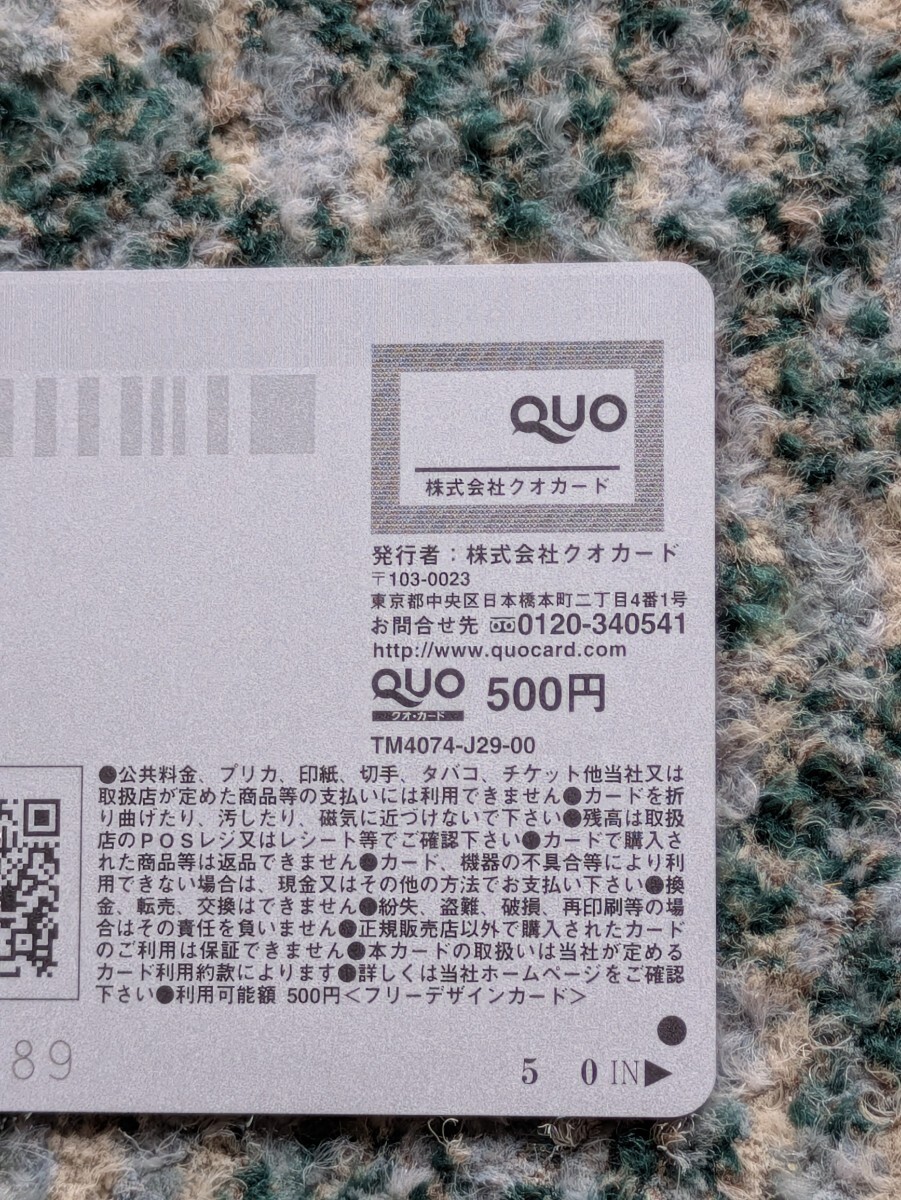 QUO
株式会社クオカード
発行者：株式会社クオカード
〒103-0023
東京都中央区日本橋本町二丁目4番1号
お問合せ先 0120-340541
http://www.quocard.com
QUO 500円
クオ・カード
TM4074-J29-00
●公共料金、プリカ、印紙、切手、タバコ、チケット他当社又は
取扱店が定めた商品等の支払いには利用できません●カードを折
り曲げたり、汚したり、磁気に近づけないで下さい●残高は取扱
店のPOSレジ又はレシート等でご確認下さい●カードで購入さ
れた商品等は返品できません●カード、機器の不具合等により利
用できない場合は、現金又はその他の方法でお支払い下さい●換
金、転売、交換はできません●紛失、盗難、破損、再印刷等の場
合はその責任を負いません●正規販売店以外で購入されたカード
のご利用は保証できません●本カードの取扱いは当社が定める
カード利用約款によります●詳しくは当社ホームページをご確認
下さい●利用可能額 500円＜フリーデザインカード＞
89
5 0 IN▶